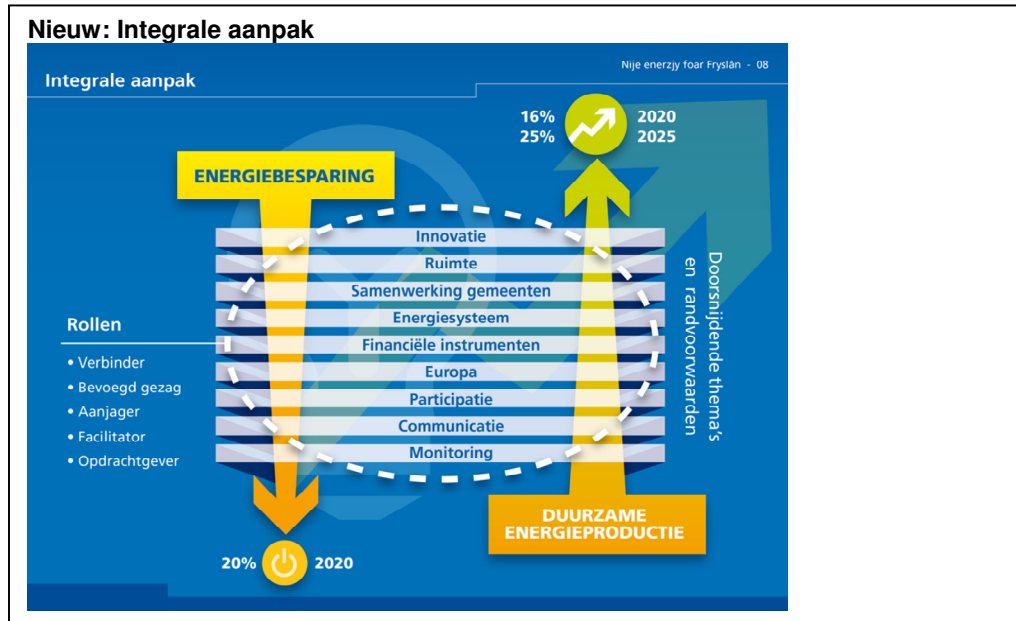 Nieuw: Integrale aanpak
Nije enerzjy foar Fryslân - 08
Integrale aanpak
16% 2020
25% 2025
ENERGIEBESPARING
Innovatie
Ruimte
Samenwerking gemeenten
Energiesysteem
Financiële instrumenten
Europa
Participatie
Communicatie
Monitoring
Doorsnijdende thema's
en randvoorwaarden
Rollen
• Verbinder
• Bevoegd gezag
• Aanjager
• Facilitator
• Opdrachtgever
DUURZAME
ENERGIEPRODUCTIE
20% 2020